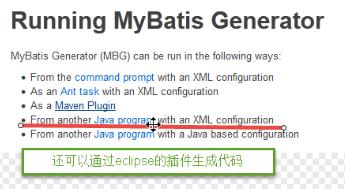 Running MyBatis Generator
MyBatis Generator (MBG) can be run in the following ways:
From the command prompt with an XML configuration
As an Ant task with an XML configuration
As a Maven Plugin
From another Java program with an XML configuration
From another Java program with a Java based configuration
还可以通过eclipse的插件生成代码